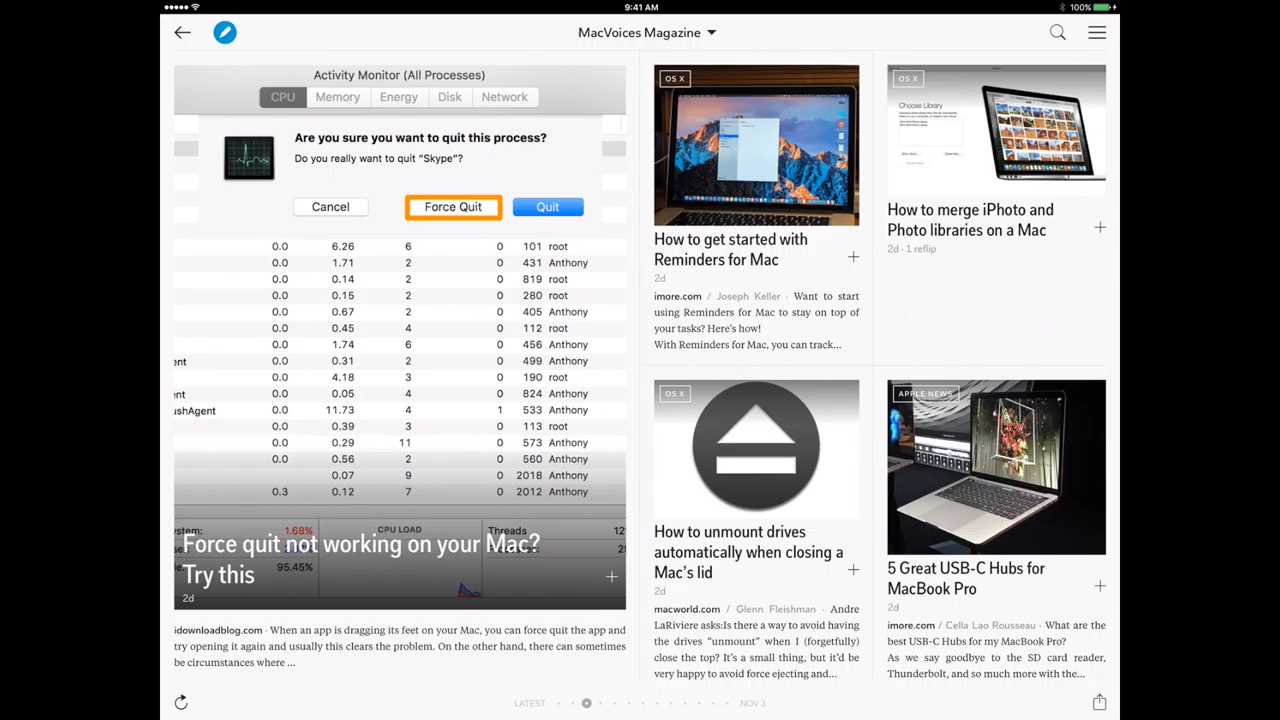 9:41 AM
100%
MacVoices Magazine
Activity Monitor (All Processes)
CPU Memory Energy Disk Network
Are you sure you want to quit this process?
Do you really want to quit “Skype”?
Cancel Force Quit Quit
0.0 6.26 6 0 101 root
0.0 1.71 2 0 431 Anthony
0.0 0.14 2 0 819 root
0.0 0.15 2 0 280 root
0.0 0.67 2 0 405 Anthony
0.0 0.45 4 0 112 root
0.0 1.74 6 0 456 Anthony
ent 0.0 0.31 2 0 499 Anthony
0.0 4.18 3 0 190 root
0.0 0.05 4 0 824 Anthony
ushAgent 0.0 11.73 4 1 533 Anthony
0.0 0.39 3 0 113 root
0.0 0.29 11 0 573 Anthony
0.0 0.56 2 0 560 Anthony
0.07 9 0 2018 Anthony
0.3 0.12 7 0 2012 Anthony
ystem: 1.68% CPU LOAD Threads
95.45%
Force quit not working on your Mac?
Try this
2d
idownloadblog.com · When an app is dragging its feet on your Mac, you can force quit the app and
try opening it again and usually this clears the problem. On the other hand, there can sometimes
be circumstances where ...
OS X
How to get started with
Reminders for Mac
2d
imore.com / Joseph Keller · Want to start
using Reminders for Mac to stay on top of
your tasks? Here's how!
With Reminders for Mac, you can track...
OS X
Choose Library
How to merge iPhoto and
Photo libraries on a Mac
2d · 1 reflip
OS X
How to unmount drives
automatically when closing a
Mac’s lid
2d
macworld.com / Glenn Fleishman · Andre
LaRiviere asks:Is there a way to avoid having
the drives “unmount” when I (forgetfully)
close the top? It’s a small thing, but it’d be
very happy to avoid force ejecting and...
APPLE NEWS
5 Great USB-C Hubs for
MacBook Pro
2d
imore.com / Cella Lao Rousseau · What are the
best USB-C Hubs for my MacBook Pro?
As we say goodbye to the SD card reader,
Thunderbolt, and so much more with the...
LATEST NOV 3